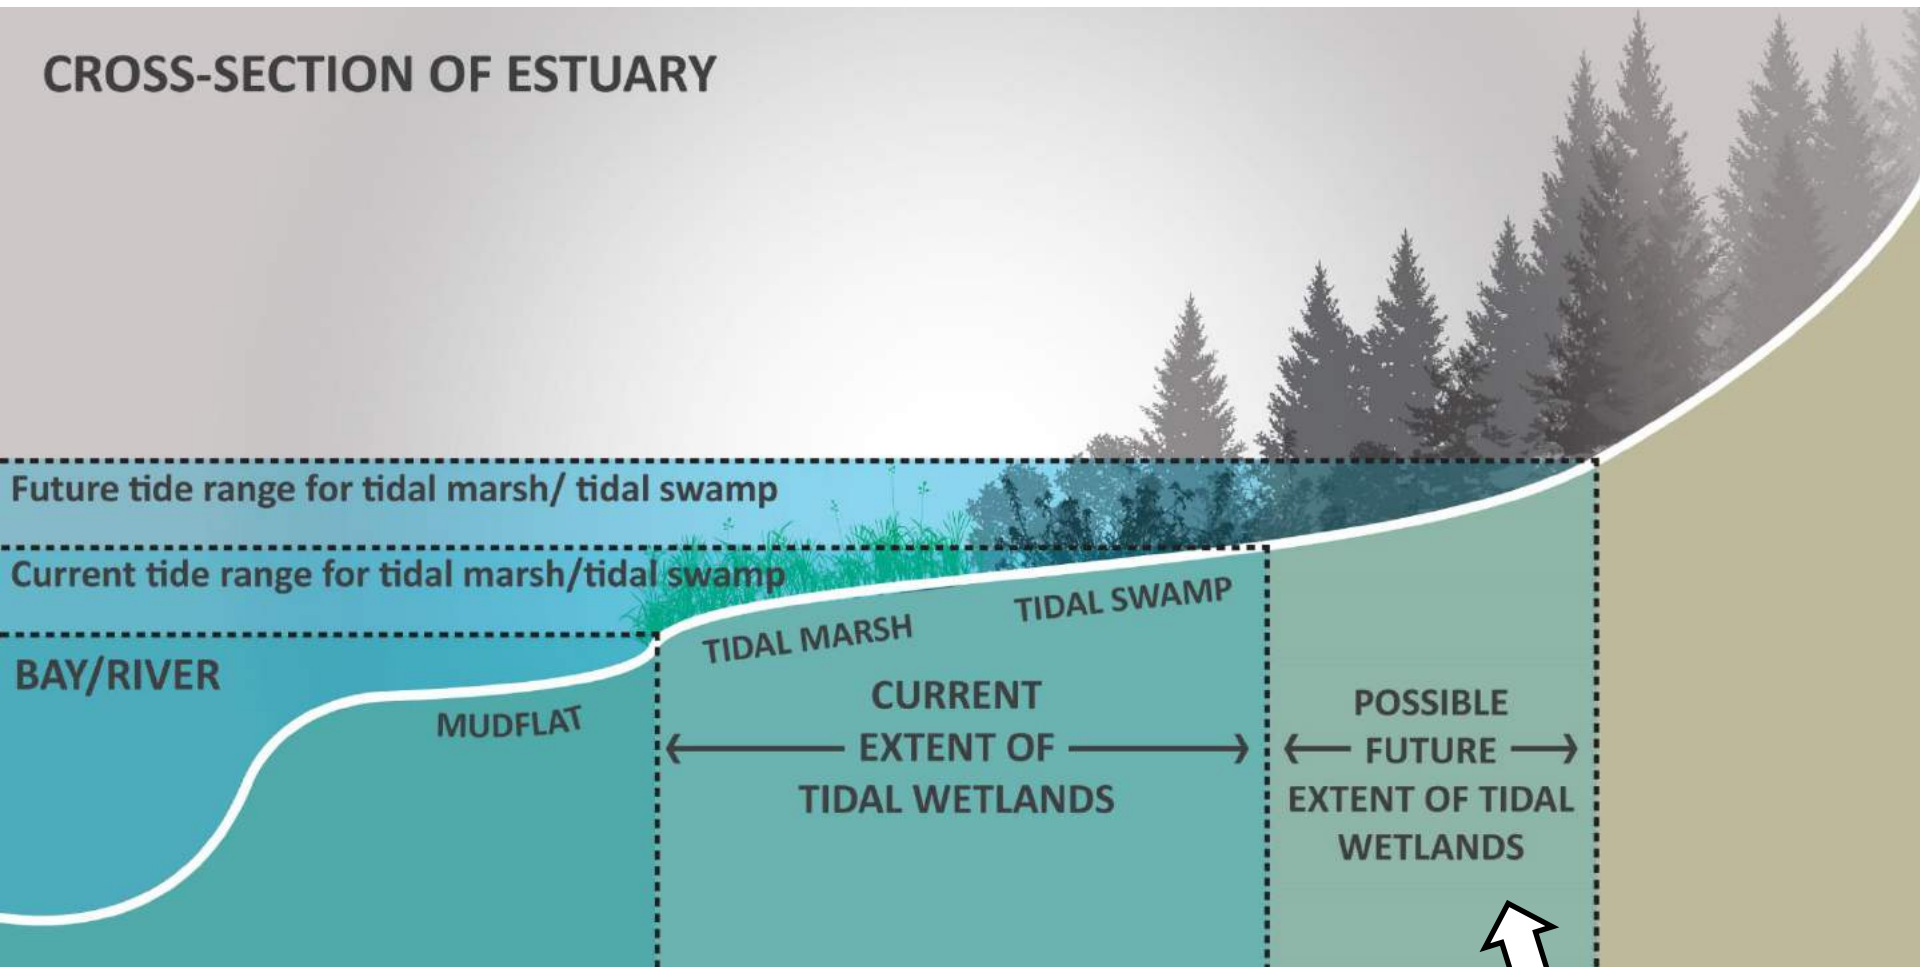 CROSS-SECTION OF ESTUARY
Future tide range for tidal marsh/ tidal swamp
Current tide range for tidal marsh/tidal swamp
BAY/RIVER
MUDFLAT
TIDAL MARSH
TIDAL SWAMP
CURRENT
EXTENT OF
TIDAL WETLANDS
POSSIBLE
FUTURE
EXTENT OF TIDAL
WETLANDS